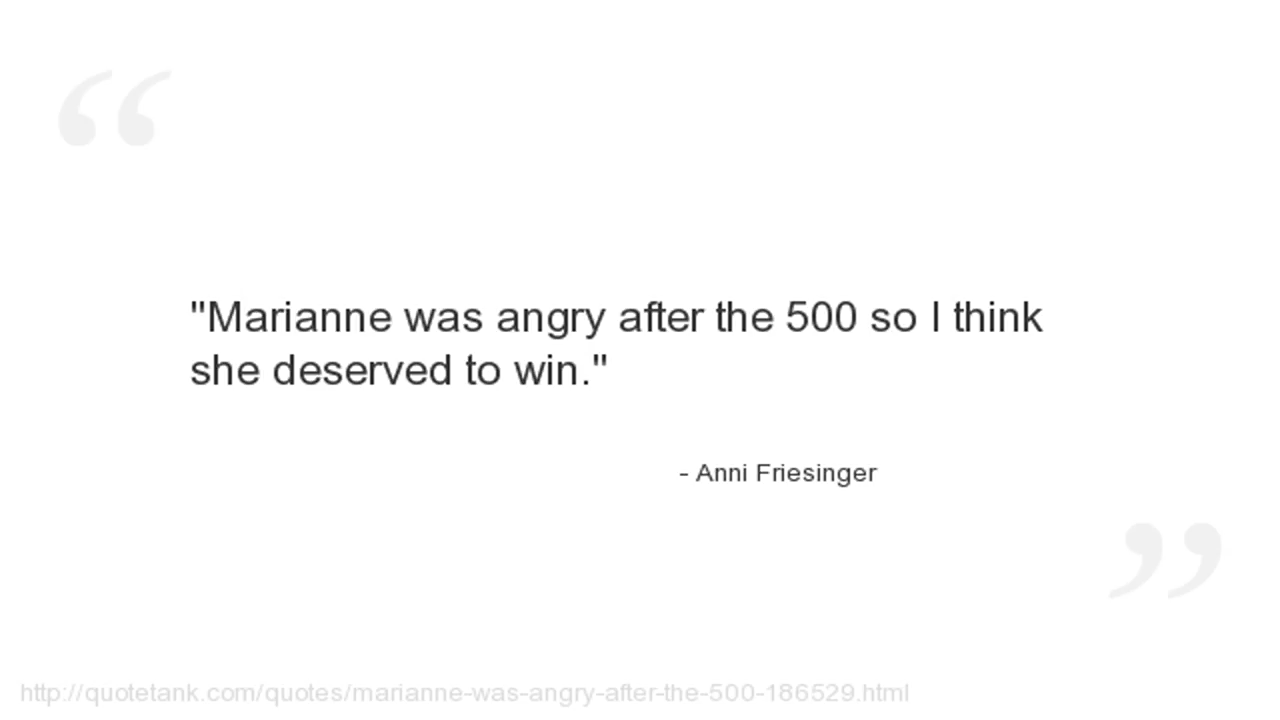 "Marianne was angry after the 500 so I think
she deserved to win."
- Anni Friesinger
http://quotetank.com/quotes/marianne-was-angry-after-the-500-186529.html